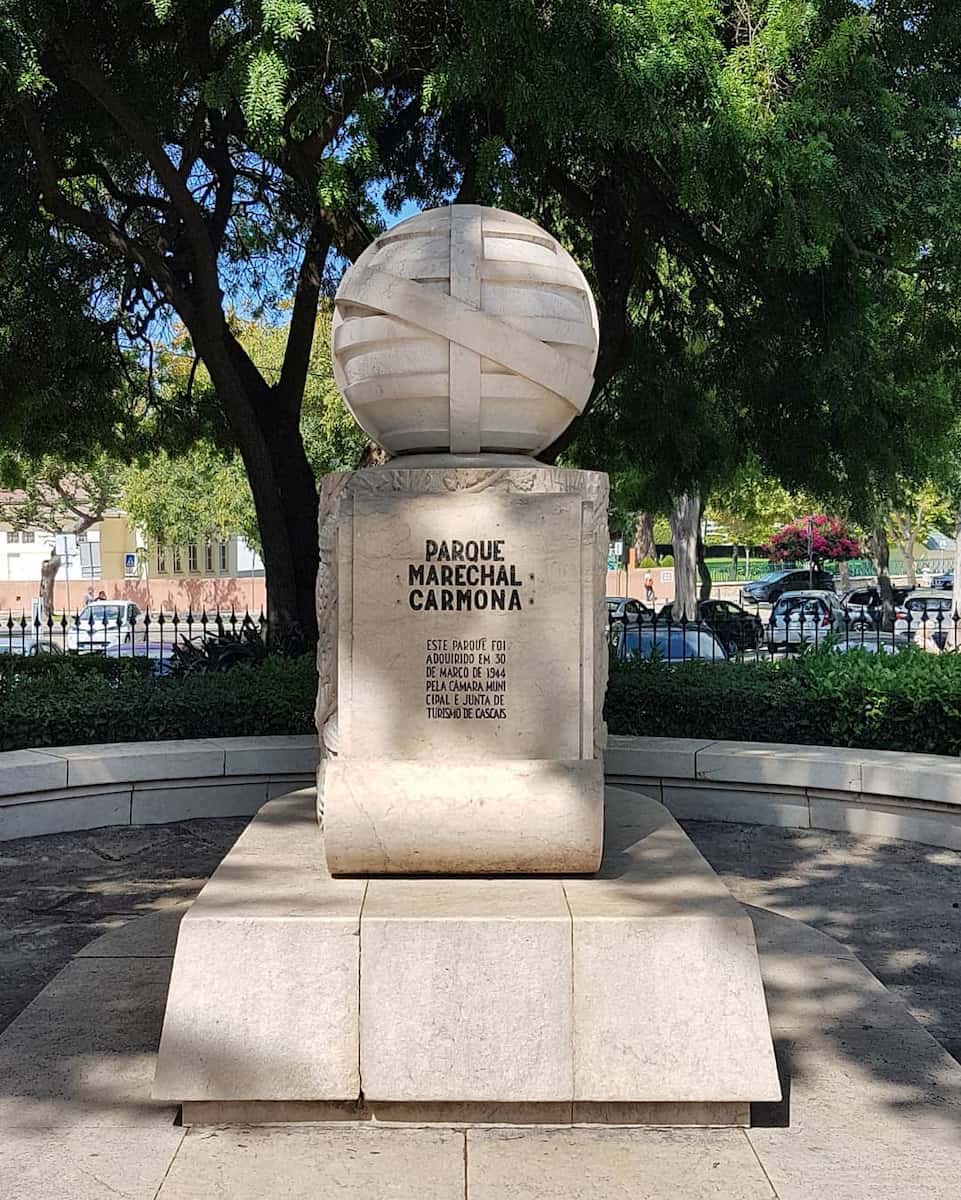 PARQUE
MARECHAL
CARMONA
ESTE PARQUE FOI
ADQUIRIDO EM 30
DE MARÇO DE 1944
PELA CÂMARA MUNI
CIPAL E JUNTA DE
TURISMO DE CASCAIS